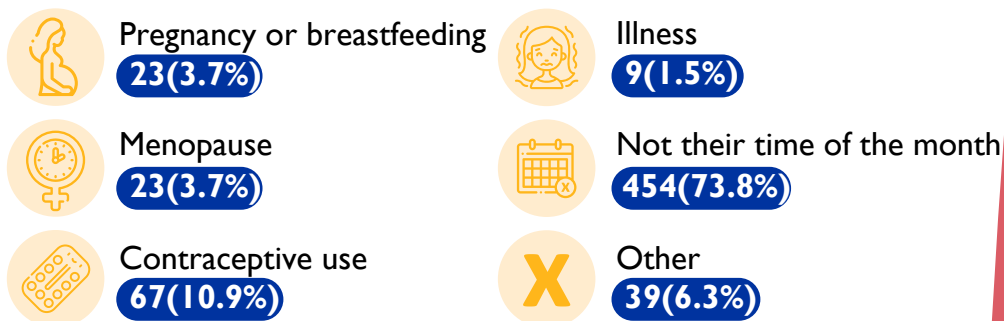 Pregnancy or breastfeeding
23(3.7%)
Illness
9(1.5%)
Menopause
23(3.7%)
Not their time of the month
454(73.8%)
Contraceptive use
67(10.9%)
Other
39(6.3%)